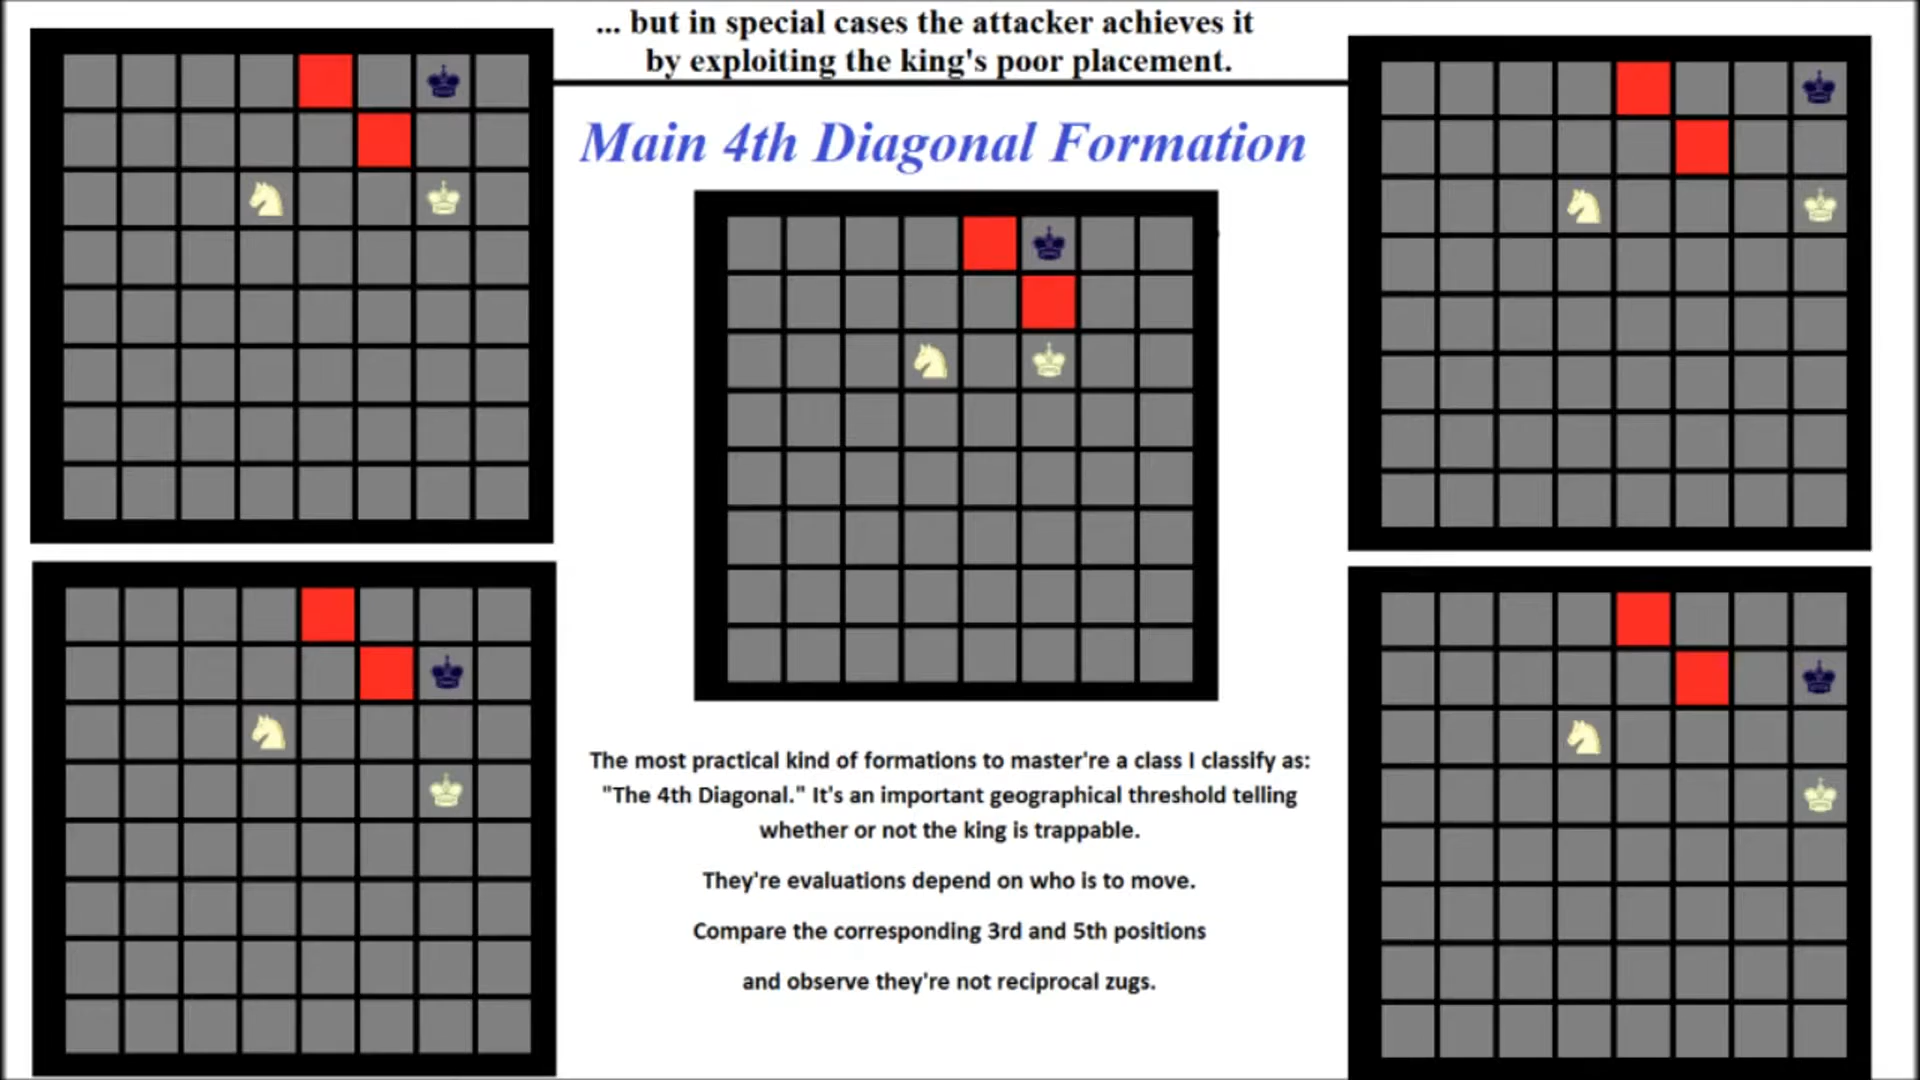 ... but in special cases the attacker achieves it
by exploiting the king's poor placement.
Main 4th Diagonal Formation
The most practical kind of formations to master're a class I classify as:
"The 4th Diagonal." It's an important geographical threshold telling
whether or not the king is trappable.
They're evaluations depend on who is to move.
Compare the corresponding 3rd and 5th positions
and observe they're not reciprocal zugs.